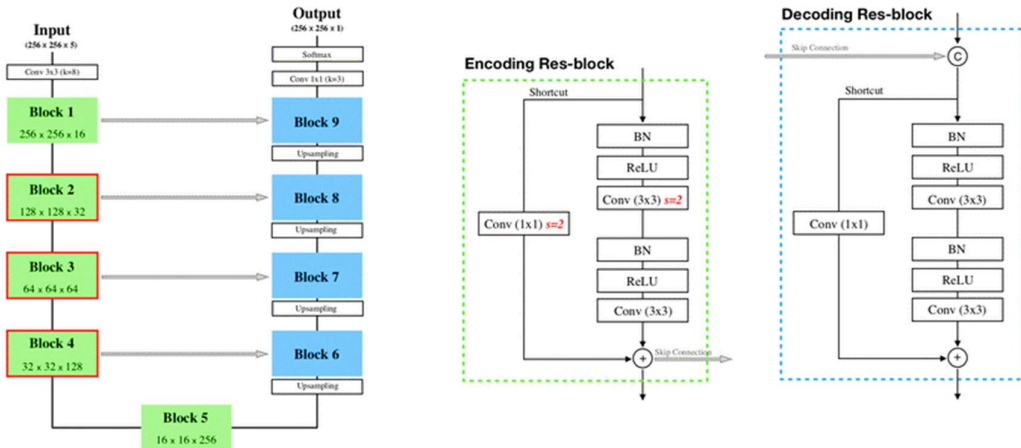 Input
(256 x 256 x 5)
Conv 3x3 (k=8)
Block 1
256 x 256 x 16
Block 2
128 x 128 x 32
Block 3
64 x 64 x 64
Block 4
32 x 32 x 128
Block 5
16 x 16 x 256
Output
(256 x 256 x 1)
Softmax
Conv 1x1 (k=3)
Block 9
Upsampling
Block 8
Upsampling
Block 7
Upsampling
Block 6
Upsampling
Encoding Res-block
Shortcut
BN
ReLU
Conv (3x3) s=2
Conv (1x1) s=2
BN
ReLU
Conv (3x3)
+
Skip Connection
Decoding Res-block
Skip Connection
C
Shortcut
BN
ReLU
Conv (3x3)
Conv (1x1)
BN
ReLU
Conv (3x3)
+